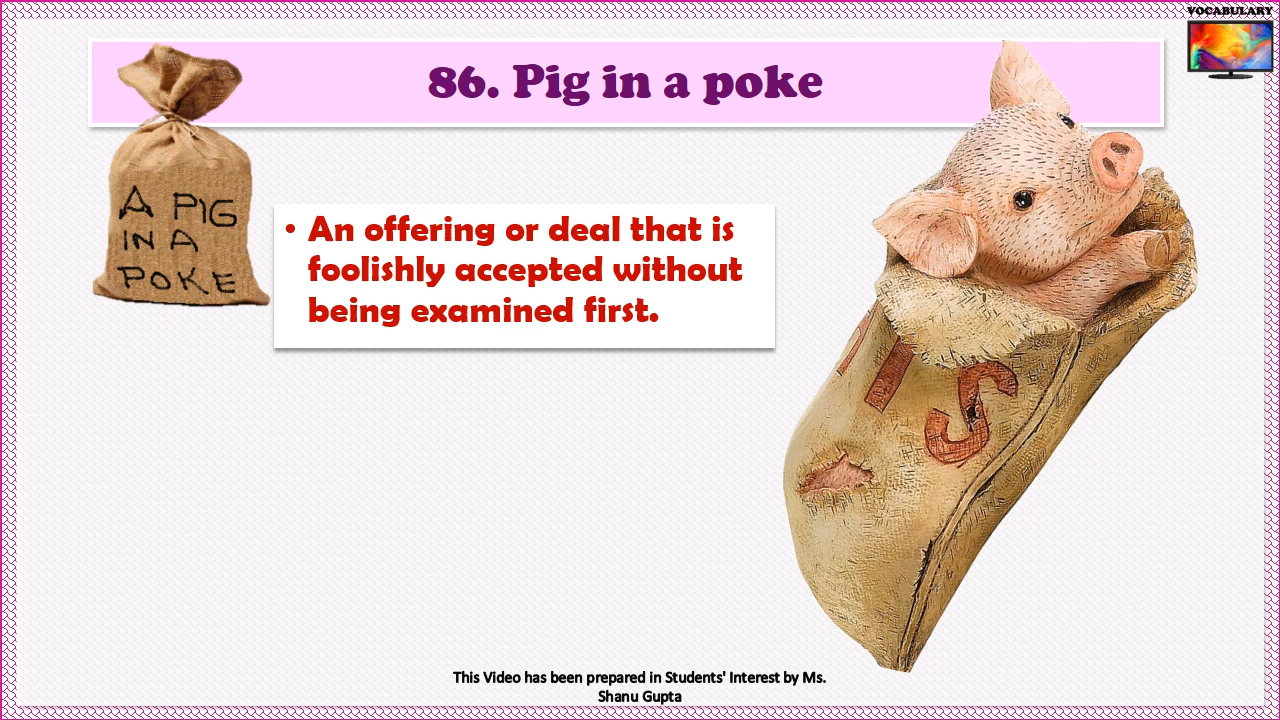 VOCABULARY
86. Pig in a poke
A PIG
IN A
POKE
• An offering or deal that is
foolishly accepted without
being examined first.
This Video has been prepared in Students' Interest by Ms.
Shanu Gupta